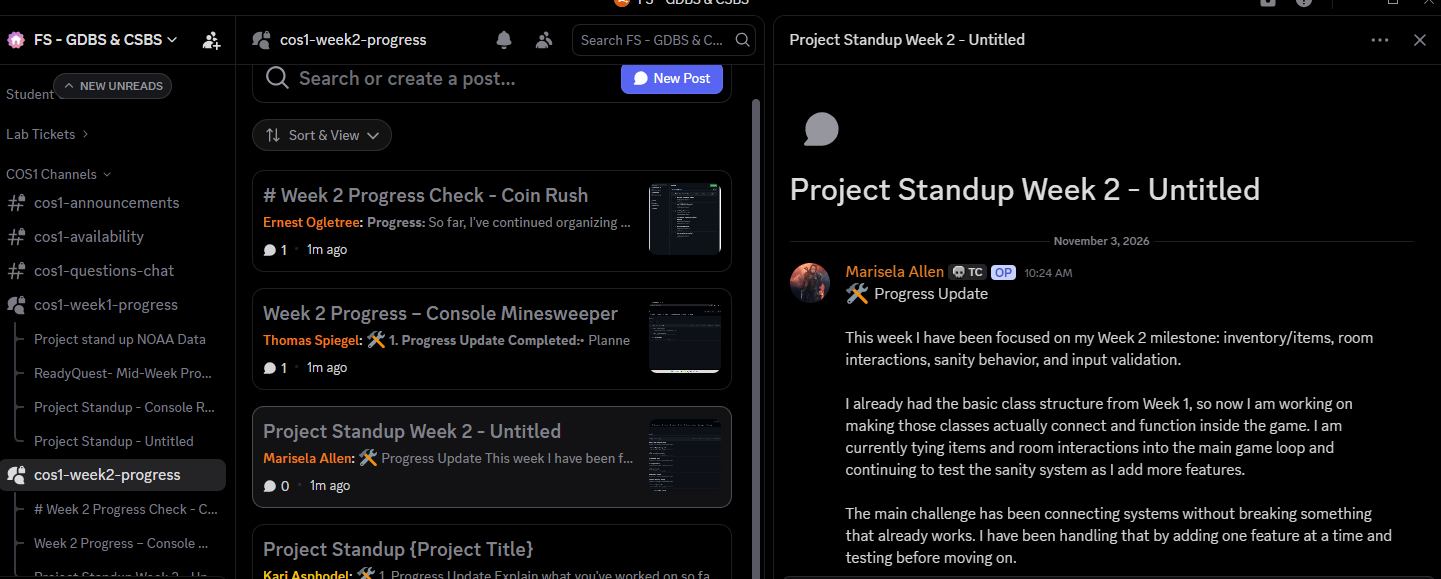 FS - GDBS & CSBS
FS - GDBS & CSBS
NEW UNREADS
Student
Lab Tickets
COS1 Channels
cos1-announcements
cos1-availability
cos1-questions-chat
cos1-week1-progress
Project stand up NOAA Data
ReadyQuest- Mid-Week Pro...
Project Standup - Console R...
Project Standup - Untitled
cos1-week2-progress
# Week 2 Progress Check - C...
Week 2 Progress – Console ...
Project Standup Week 2 - Un...
cos1-week2-progress
Search FS - GDBS & C...
Search or create a post...
New Post
Sort & View
# Week 2 Progress Check - Coin Rush
Ernest Ogletree: Progress: So far, I've continued organizing ...
1 · 1m ago
Week 2 Progress – Console Minesweeper
Thomas Spiegel: 🛠️ 1. Progress Update Completed:• Planne
1 · 1m ago
Project Standup Week 2 - Untitled
Marisela Allen: 🛠️ Progress Update This week I have been f...
0 · 1m ago
Project Standup {Project Title}
Kari Asphodel: 🛠️ 1. Progress Update Explain what you've worked on so fa
Project Standup Week 2 - Untitled
Project Standup Week 2 - Untitled
November 3, 2026
Marisela Allen TC OP 10:24 AM
🛠️ Progress Update
This week I have been focused on my Week 2 milestone: inventory/items, room
interactions, sanity behavior, and input validation.
I already had the basic class structure from Week 1, so now I am working on
making those classes actually connect and function inside the game. I am
currently tying items and room interactions into the main game loop and
continuing to test the sanity system as I add more features.
The main challenge has been connecting systems without breaking something
that already works. I have been handling that by adding one feature at a time and
testing before moving on.